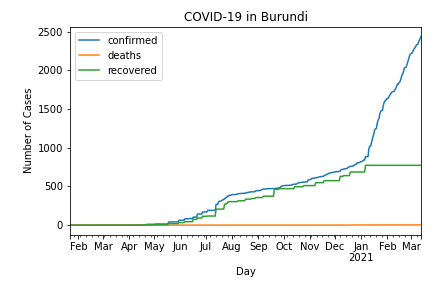 COVID-19 in Burundi
confirmed
deaths
recovered
Number of Cases
2500
2000
1500
1000
500
0
Feb Mar Apr May Jun Jul Aug Sep Oct Nov Dec Jan Feb Mar
2021
Day